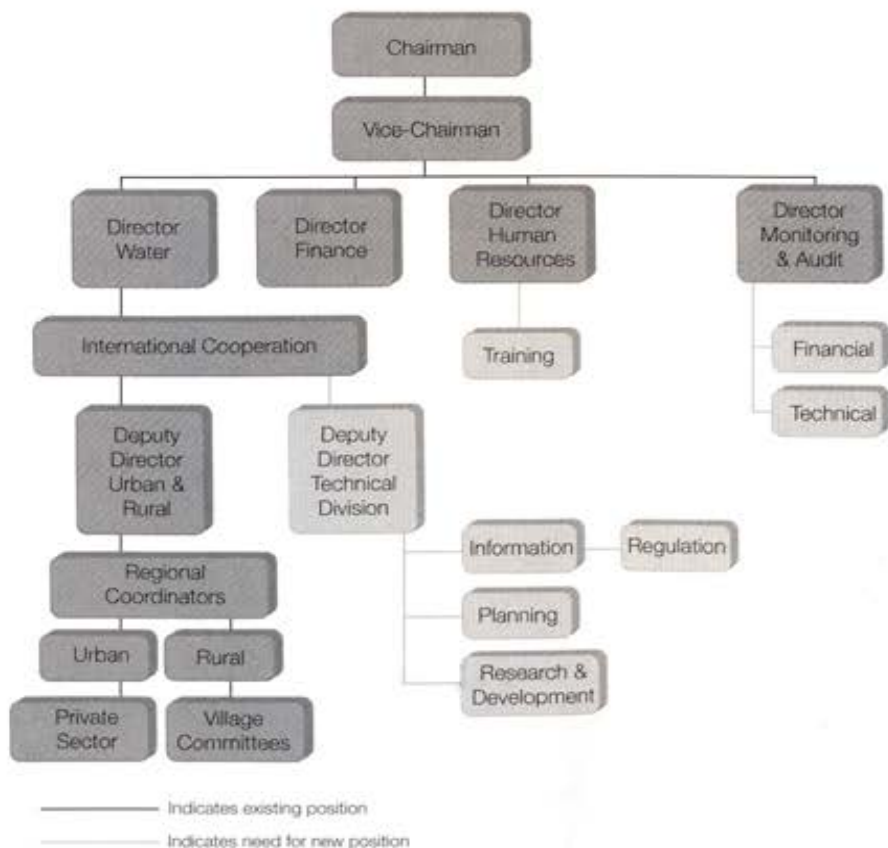 Chairman
Vice-Chairman
Director
Water
Director
Finance
Director
Human
Resources
Director
Monitoring
& Audit
International Cooperation
Training
Financial
Technical
Deputy
Director
Urban &
Rural
Deputy
Director
Technical
Division
Information
Regulation
Regional
Coordinators
Planning
Urban
Rural
Research &
Development
Private
Sector
Village
Committees
Indicates existing position
Indicates need for new position